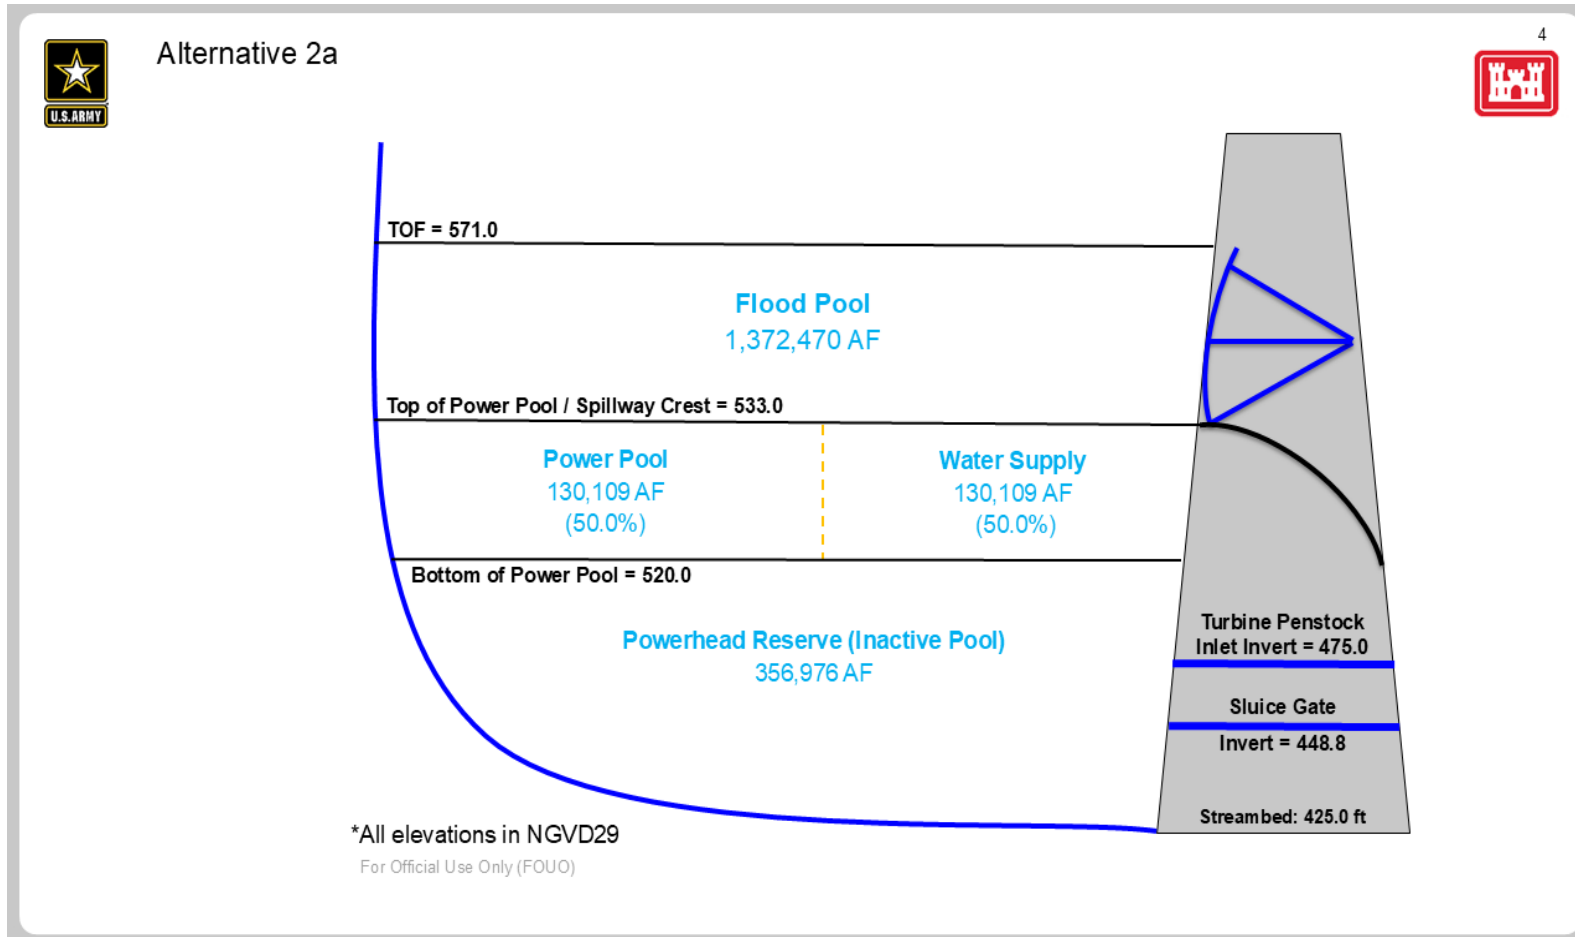 4
Alternative 2a
U.S.ARMY
TOF = 571.0
Flood Pool
1,372,470 AF
Top of Power Pool / Spillway Crest = 533.0
Power Pool
130,109 AF
(50.0%)
Water Supply
130,109 AF
(50.0%)
Bottom of Power Pool = 520.0
Powerhead Reserve (Inactive Pool)
356,976 AF
Turbine Penstock
Inlet Invert = 475.0
Sluice Gate
Invert = 448.8
Streambed: 425.0 ft
*All elevations in NGVD29
For Official Use Only (FOUO)